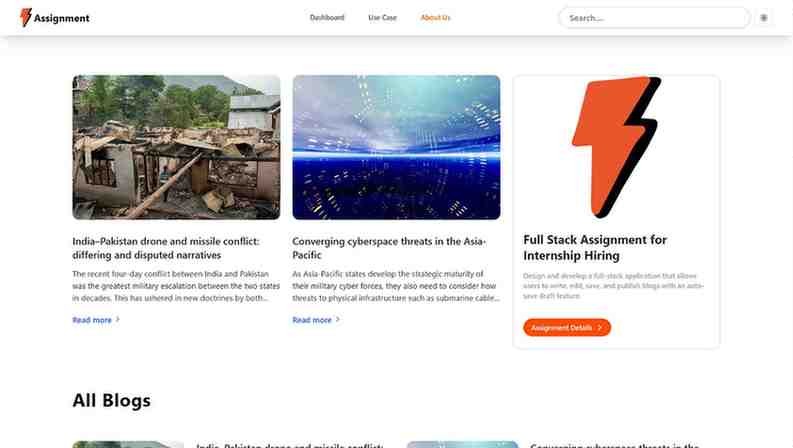 Assignment
Dashboard
Use Case
About Us
Search...
India–Pakistan drone and missile conflict:
differing and disputed narratives
The recent four-day conflict between India and Pakistan
was the greatest military escalation between the two states
in decades. This has ushered in new doctrines by both...
Read more
Converging cyberspace threats in the Asia-
Pacific
As Asia-Pacific states develop the strategic maturity of
their military cyber forces, they also need to consider how
threats to physical infrastructure such as submarine cable...
Read more
Full Stack Assignment for
Internship Hiring
Design and develop a full-stack application that allows
users to write, edit, save, and publish blogs with an auto-
save draft feature.
Assignment Details
All Blogs
India–Pakistan drone and missile conflict:
Converging cyberspace threats in the